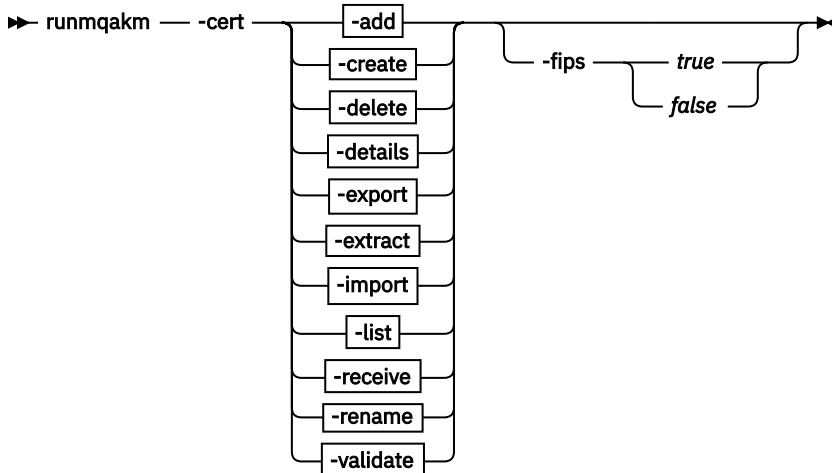 runmqakm -cert -add
-create -fips true
-delete false
-details
-export
-extract
-import
-list
-receive
-rename
-validate